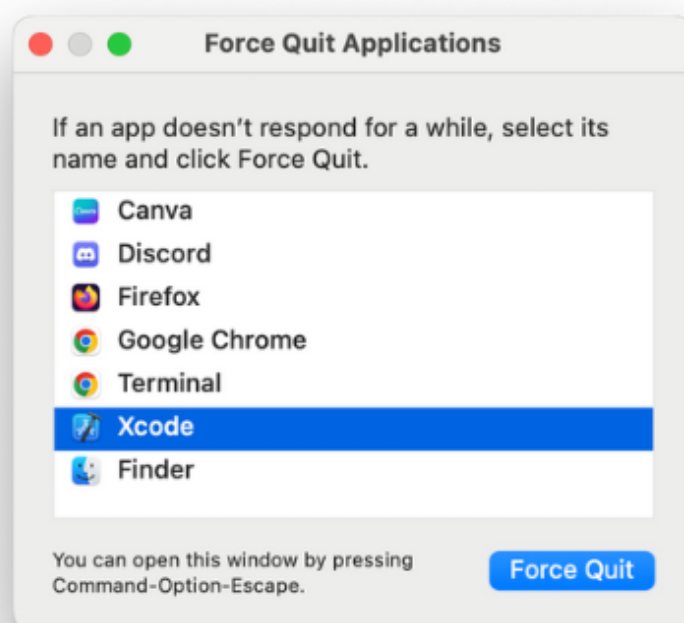 Force Quit Applications
If an app doesn't respond for a while, select its
name and click Force Quit.
Canva
Discord
Firefox
Google Chrome
Terminal
Xcode
Finder
You can open this window by pressing
Command-Option-Escape.
Force Quit